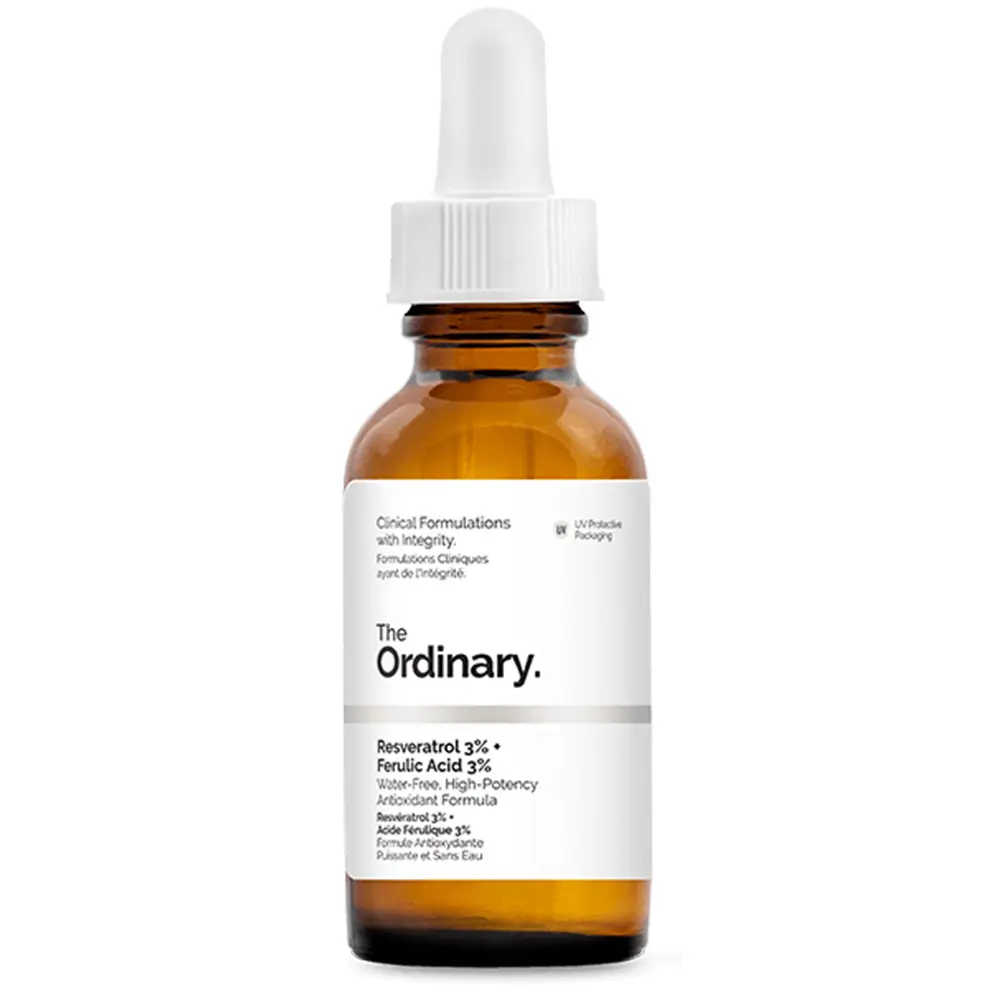 Clinical Formulations
with Integrity.
Formulations Cliniques
ayant de l'intégrité.
UV
UV Protective
Packaging
The
Ordinary.
Resveratrol 3% +
Ferulic Acid 3%
Water-Free, High-Potency
Antioxidant Formula
Resvératrol 3% +
Acide Férulique 3%
Formule Antioxydante
Puissante et Sans Eau